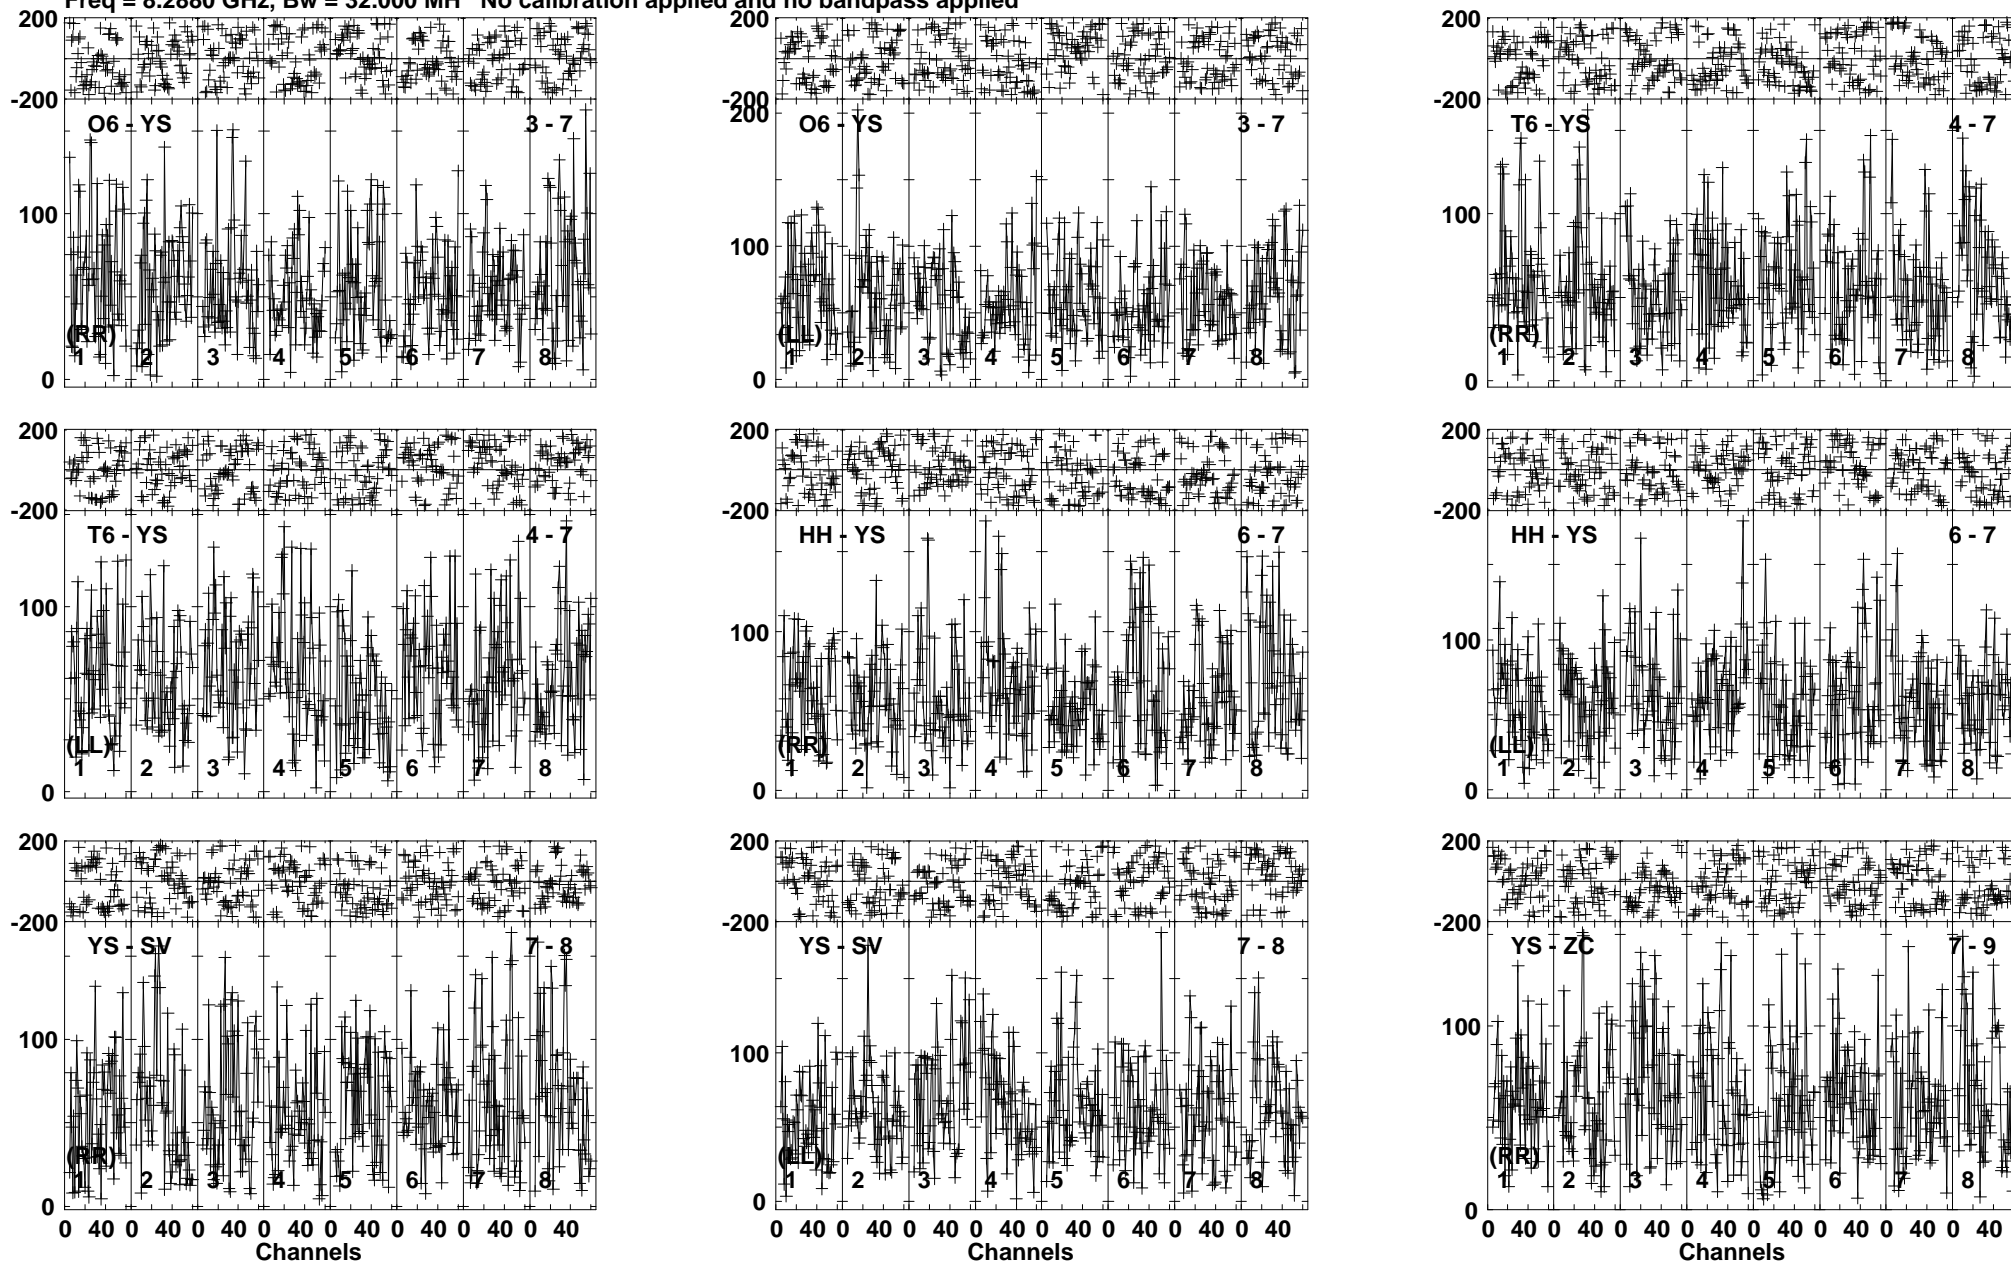 Freq = 8.2880 GHz, Bw = 32.000 MH No calibration applied and no bandpass applied
200 200 200
-200 -200 -200
200
O6 - YS 3 - 7 O6 - YS 3 - 7 T6 - YS 4 - 7
100 100 100
(RR) (LL) (RR)
1 2 3 4 5 6 7 8 1 2 3 4 5 6 7 8 1 2 3 4 5 6 7 8
0 0 0
200 200 200
-200 -200 -200
T6 - YS 4 - 7 HH - YS 6 - 7 HH - YS 6 - 7
100 100 100
(LL) (RR) (LL)
1 2 3 4 5 6 7 8 1 2 3 4 5 6 7 8 1 2 3 4 5 6 7 8
0 0 0
200 200 200
-200 -200 -200
YS - SV 7 - 8 YS - SV 7 - 8 YS - ZC 7 - 9
100 100 100
(RR) (LL) (RR)
1 2 3 4 5 6 7 8 1 2 3 4 5 6 7 8 1 2 3 4 5 6 7 8
0 0 0
0 40 0 40 0 40 0 40 0 40 0 40 0 40 0 40 0 40 0 40 0 40 0 40 0 40 0 40 0 40 0 40 0 40 0 40 0 40 0 40 0 40 0 40 0 40 0 40
Channels Channels Channels